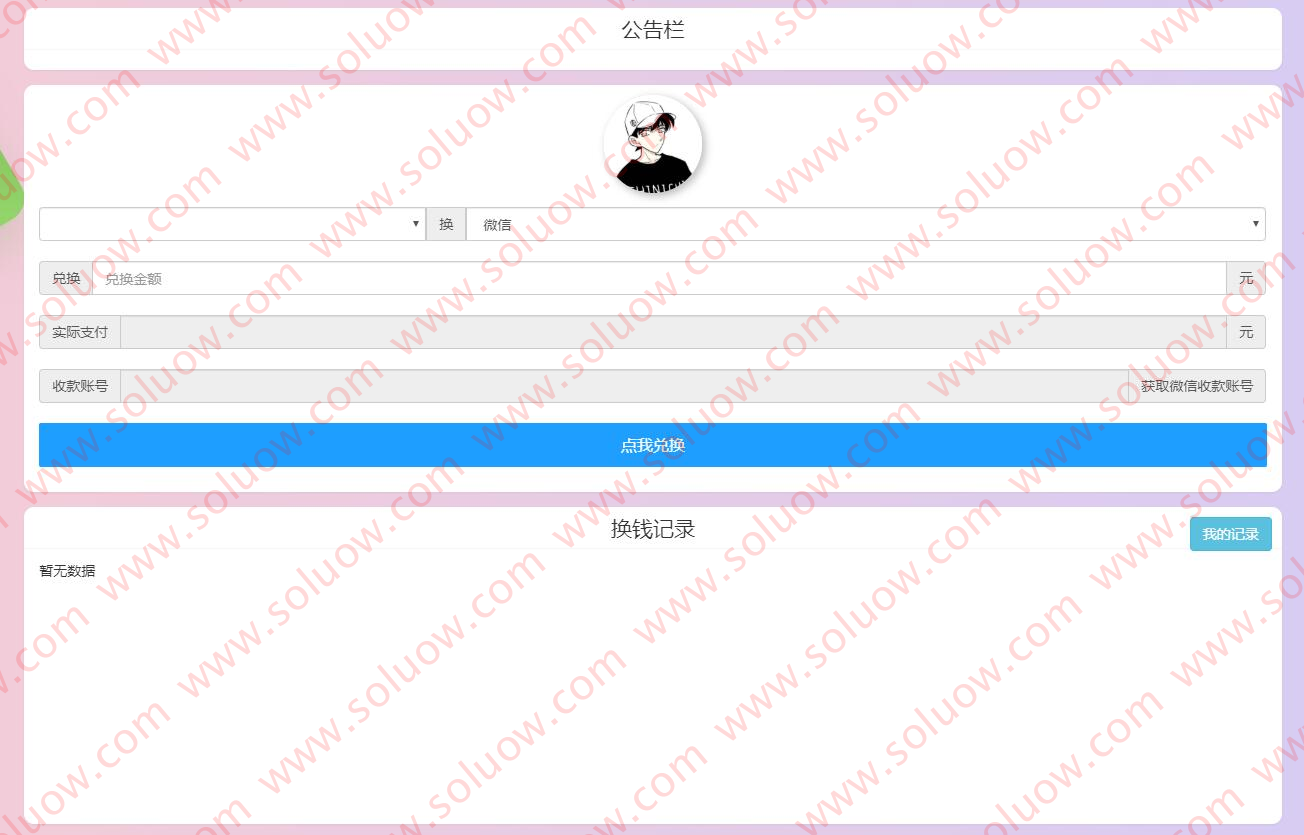 公告栏
换 微信
兑换 兑换金额 元
实际支付 元
收款账号 获取微信收款账号
点我兑换
换钱记录 我的记录
暂无数据
www.soluow.com